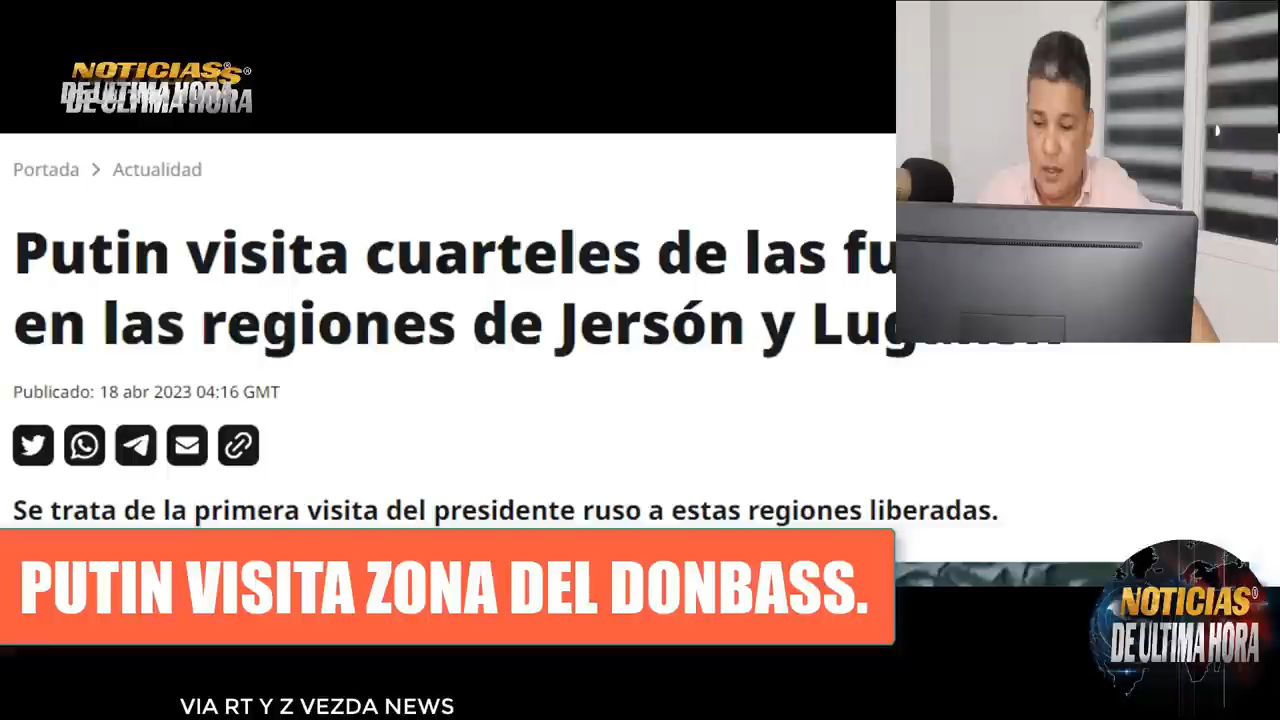 NOTICIAS
DE ULTIMA HORA
Portada > Actualidad
Putin visita cuarteles de las fu
en las regiones de Jersón y
Publicado: 18 abr 2023 04:16 GMT
Se trata de la primera visita del presidente ruso a estas regiones liberadas.
PUTIN VISITA ZONA DEL DONBASS.
NOTICIAS®
DE ULTIMA HORA
VIA RT Y Z VEZDA NEWS